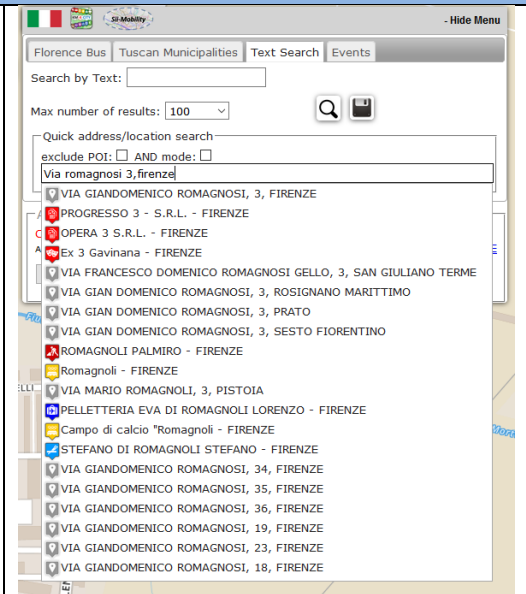 Sii-Mobility
- Hide Menu
Florence Bus Tuscan Municipalities Text Search Events
Search by Text:
Max number of results: 100
Quick address/location search
exclude POI: AND mode:
Via romagnosi 3,firenze
VIA GIANDOMENICO ROMAGNOSI, 3, FIRENZE
PROGRESSO 3 - S.R.L. - FIRENZE
OPERA 3 S.R.L. - FIRENZE
Ex 3 Gavinana - FIRENZE
VIA FRANCESCO DOMENICO ROMAGNOSI GELLO, 3, SAN GIULIANO TERME
VIA GIAN DOMENICO ROMAGNOSI, 3, ROSIGNANO MARITTIMO
VIA GIAN DOMENICO ROMAGNOSI, 3, PRATO
VIA GIAN DOMENICO ROMAGNOSI, 3, SESTO FIORENTINO
ROMAGNOLI PALMIRO - FIRENZE
Romagnoli - FIRENZE
VIA MARIO ROMAGNOLI, 3, PISTOIA
PELLETTERIA EVA DI ROMAGNOLI LORENZO - FIRENZE
Campo di calcio "Romagnoli - FIRENZE
STEFANO DI ROMAGNOLI STEFANO - FIRENZE
VIA GIANDOMENICO ROMAGNOSI, 34, FIRENZE
VIA GIANDOMENICO ROMAGNOSI, 35, FIRENZE
VIA GIANDOMENICO ROMAGNOSI, 36, FIRENZE
VIA GIANDOMENICO ROMAGNOSI, 19, FIRENZE
VIA GIANDOMENICO ROMAGNOSI, 23, FIRENZE
VIA GIANDOMENICO ROMAGNOSI, 18, FIRENZE